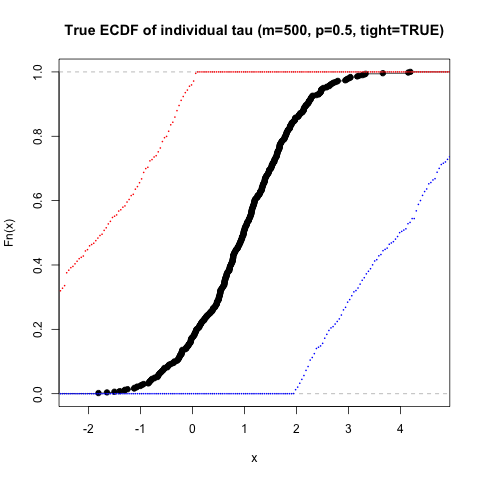 True ECDF of individual tau (m=500, p=0.5, tight=TRUE)
Fn(x)
1.0
0.8
0.6
0.4
0.2
0.0
-2 -1 0 1 2 3 4
x